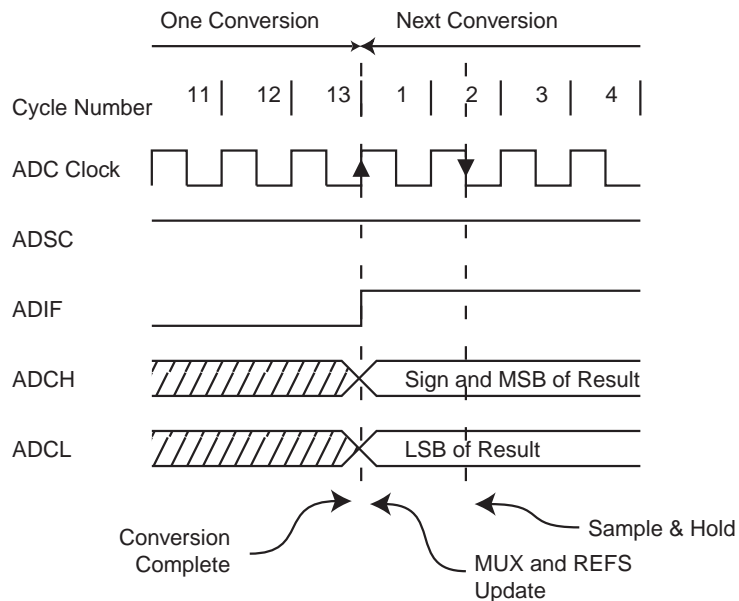 One Conversion Next Conversion
Cycle Number 11 12 13 1 2 3 4
ADC Clock
ADSC
ADIF
ADCH Sign and MSB of Result
ADCL LSB of Result
Conversion
Complete
MUX and REFS
Update
Sample & Hold